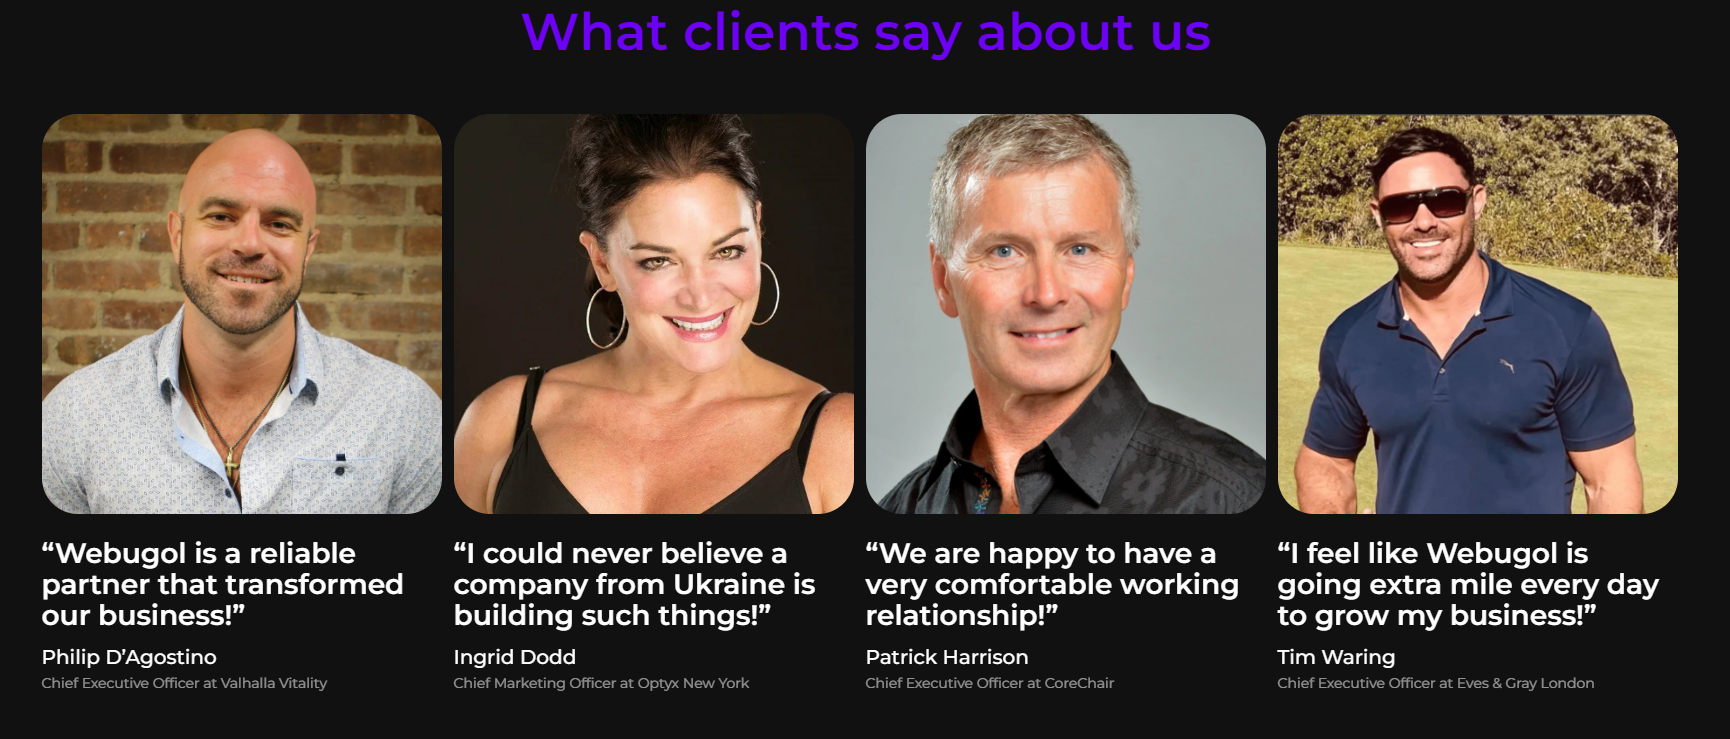 What clients say about us
“Webugol is a reliable
partner that transformed
our business!”
Philip D’Agostino
Chief Executive Officer at Valhalla Vitality
“I could never believe a
company from Ukraine is
building such things!”
Ingrid Dodd
Chief Marketing Officer at Optyx New York
“We are happy to have a
very comfortable working
relationship!”
Patrick Harrison
Chief Executive Officer at CoreChair
“I feel like Webugol is
going extra mile every day
to grow my business!”
Tim Waring
Chief Executive Officer at Eves & Gray London